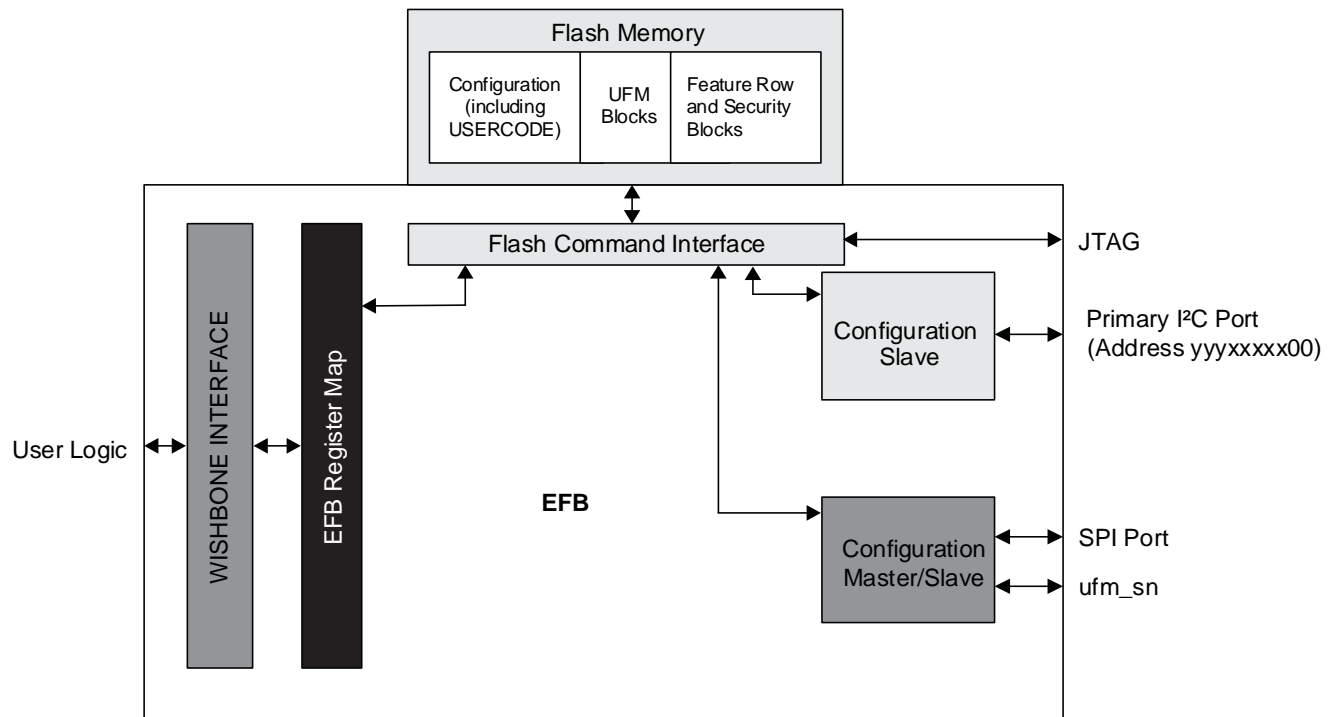 Flash Memory
Configuration
(including
USERCODE)
UFM
Blocks
Feature Row
and Security
Blocks
Flash Command Interface
JTAG
Configuration
Slave
Primary I²C Port
(Address yyyxxxxx00)
User Logic
WISHBONE INTERFACE
EFB Register Map
EFB
Configuration
Master/Slave
SPI Port
ufm_sn